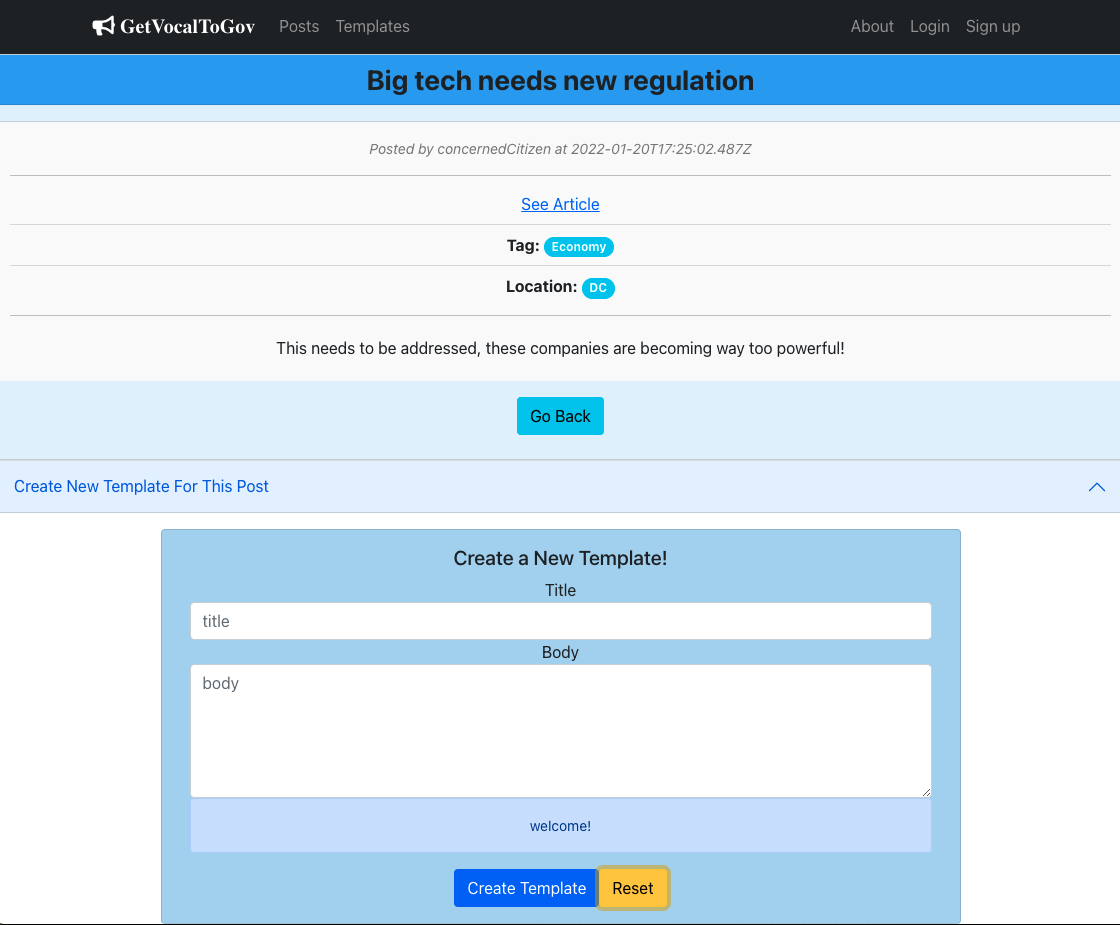 GetVocalToGov Posts Templates About Login Sign up
Big tech needs new regulation
Posted by concernedCitizen at 2022-01-20T17:25:02.487Z
See Article
Tag: Economy
Location: DC
This needs to be addressed, these companies are becoming way too powerful!
Go Back
Create New Template For This Post
Create a New Template!
Title
title
Body
body
welcome!
Create Template Reset